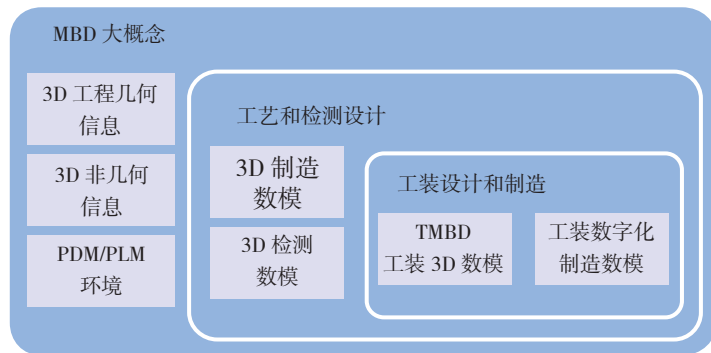 MBD 大概念
3D 工程几何
信息
3D 非几何
信息
PDM/PLM
环境
工艺和检测设计
3D 制造
数模
3D 检测
数模
工装设计和制造
TMBD
工装 3D 数模
工装数字化
制造数模